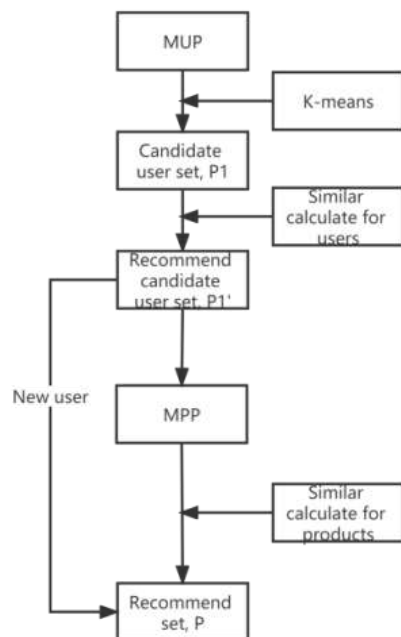 MUP
K-means
Candidate
user set, P1
Similar
calculate for
users
Recommend
candidate
user set, P1'
New user
MPP
Similar
calculate for
products
Recommend
set, P